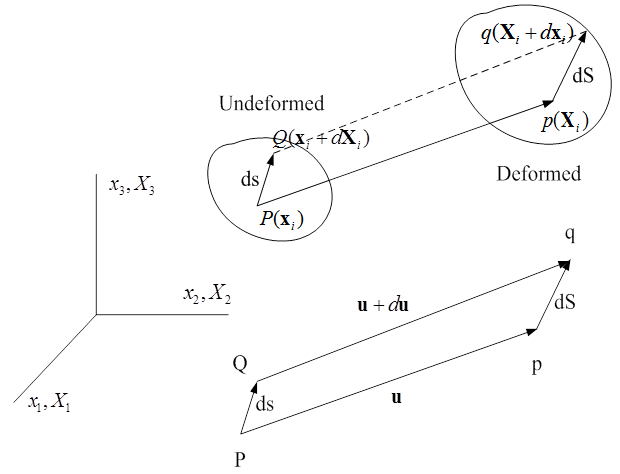 q(X_i + dx_i)
dS
Undeformed
p(X_i)
Q(x_i + dX_i)
ds
Deformed
x_3, X_3
P(x_i)
q
x_2, X_2
u + du
dS
Q
p
x_1, X_1
ds
u
P